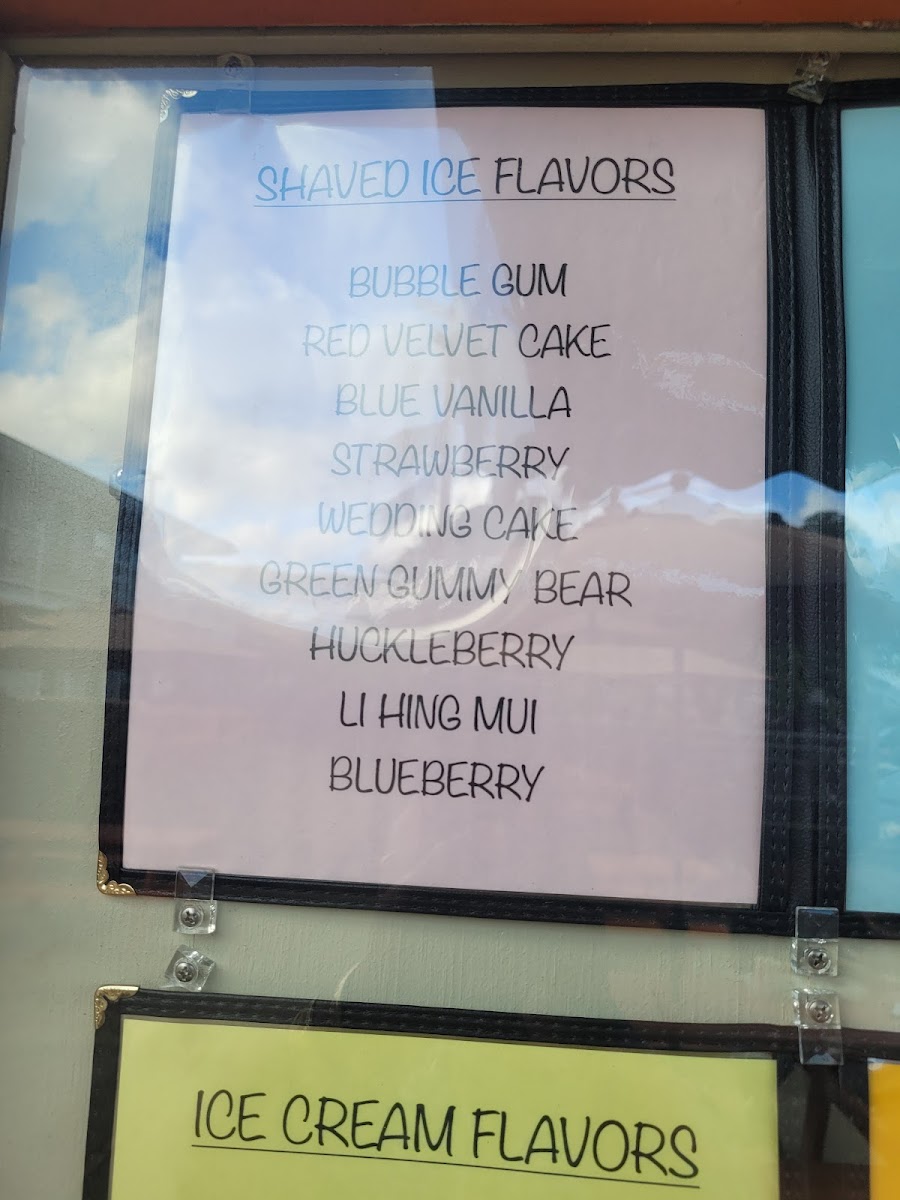 SHAVED ICE FLAVORS
BUBBLE GUM
RED VELVET CAKE
BLUE VANILLA
STRAWBERRY
WEDDING CAKE
GREEN GUMMY BEAR
HUCKLEBERRY
LI HING MUI
BLUEBERRY
ICE CREAM FLAVORS